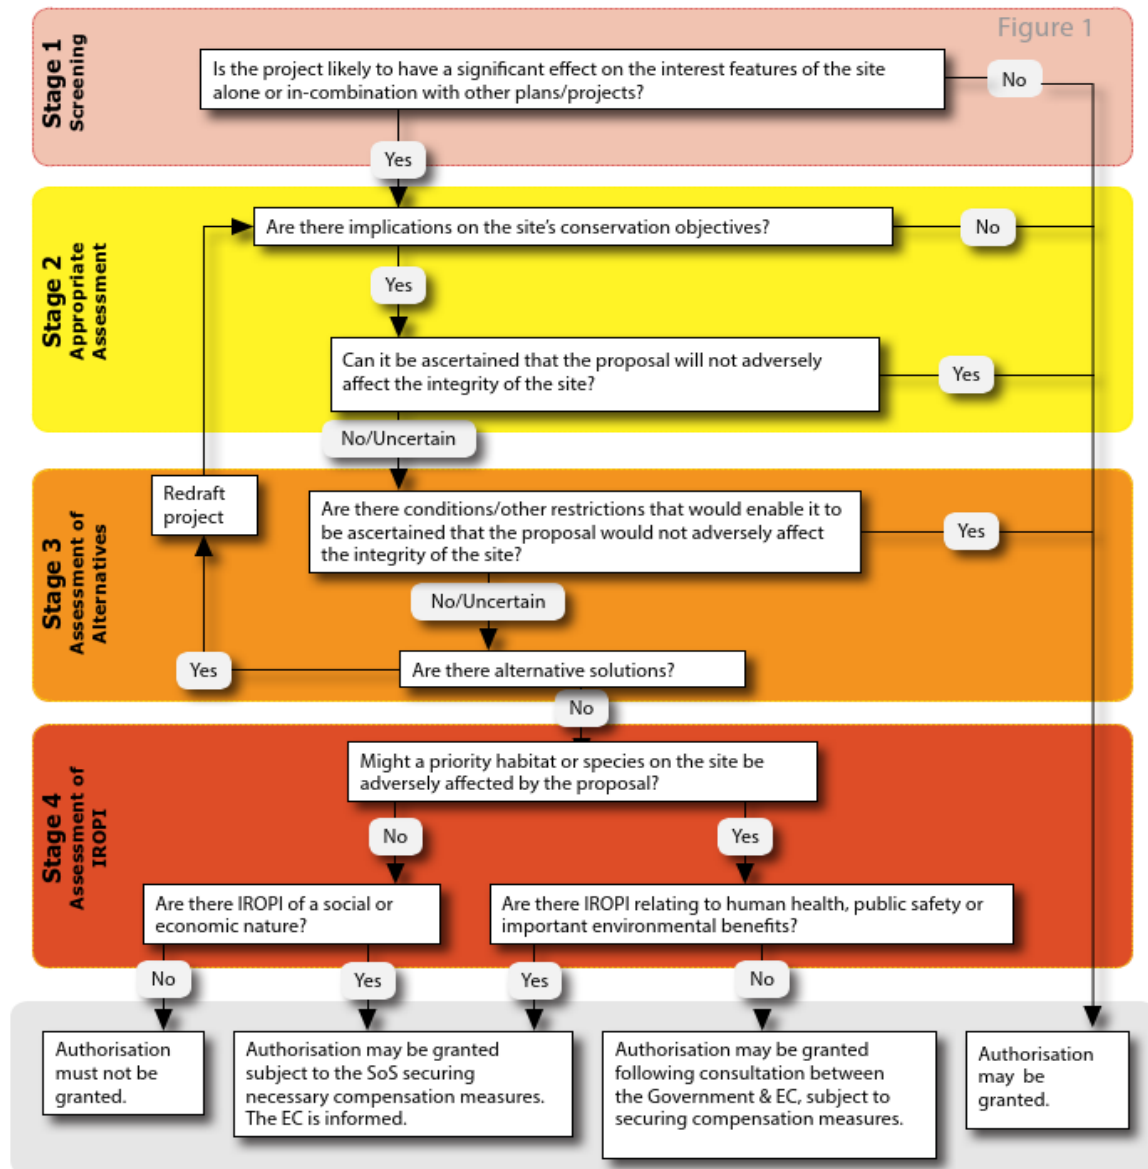 Figure 1
Stage 1
Screening
Is the project likely to have a significant effect on the interest features of the site
alone or in-combination with other plans/projects?
No
Yes
Stage 2
Appropriate
Assessment
Are there implications on the site's conservation objectives?
No
Yes
Can it be ascertained that the proposal will not adversely
affect the integrity of the site?
Yes
No/Uncertain
Stage 3
Assessment of
Alternatives
Redraft
project
Are there conditions/other restrictions that would enable it to
be ascertained that the proposal would not adversely affect
the integrity of the site?
Yes
No/Uncertain
Are there alternative solutions?
Yes
No
Stage 4
Assessment of
IROPI
Might a priority habitat or species on the site be
adversely affected by the proposal?
No
Yes
Are there IROPI of a social or
economic nature?
Are there IROPI relating to human health, public safety or
important environmental benefits?
No
Yes
Yes
No
Authorisation
must not be
granted.
Authorisation may be granted
subject to the SoS securing
necessary compensation measures.
The EC is informed.
Authorisation may be granted
following consultation between
the Government & EC, subject to
securing compensation measures.
Authorisation
may be
granted.